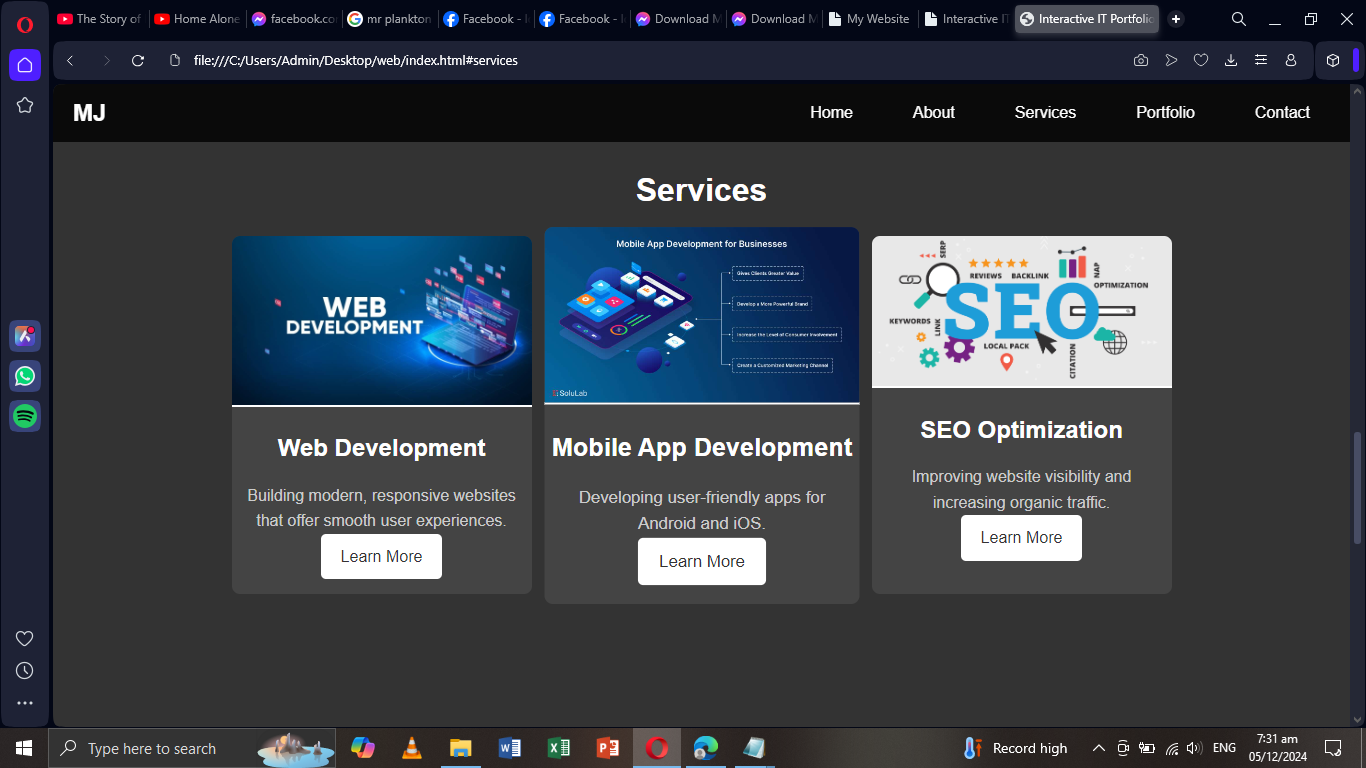 The Story of
Home Alone
facebook.co
mr plankton
Facebook - l
Facebook - l
Download M
Download M
My Website
Interactive I
Interactive IT Portfolio
file:///C:/Users/Admin/Desktop/web/index.html#services
MJ
Home
About
Services
Portfolio
Contact
Services
WEB
DEVELOPMENT
Web Development
Building modern, responsive websites
that offer smooth user experiences.
Learn More
Mobile App Development for Businesses
Gives Clients Greater Value
Develop a More Powerful Brand
Increase the Level of Consumer Involvement
Create a Customized Marketing Channel
SoluLab
Mobile App Development
Developing user-friendly apps for
Android and iOS.
Learn More
SERP
REVIEWS
BACKLINK
NAP
OPTIMIZATION
SEO
KEYWORDS
LINK
LOCAL PACK
CITATION
SEO Optimization
Improving website visibility and
increasing organic traffic.
Learn More
Type here to search
Record high
ENG
7:31 am
05/12/2024